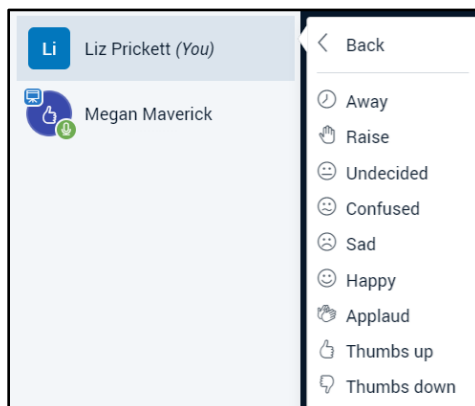 Li
Liz Prickett (You)
Megan Maverick
Back
Away
Raise
Undecided
Confused
Sad
Happy
Applaud
Thumbs up
Thumbs down